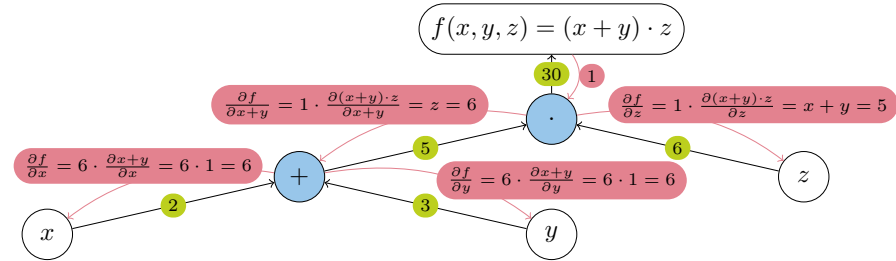 f(x, y, z) = (x + y) · z
30
1
∂f/∂x+y = 1 · ∂(x+y)·z/∂x+y = z = 6
·
∂f/∂z = 1 · ∂(x+y)·z/∂z = x + y = 5
5
6
∂f/∂x = 6 · ∂x+y/∂x = 6 · 1 = 6
+
∂f/∂y = 6 · ∂x+y/∂y = 6 · 1 = 6
z
2
3
x
y